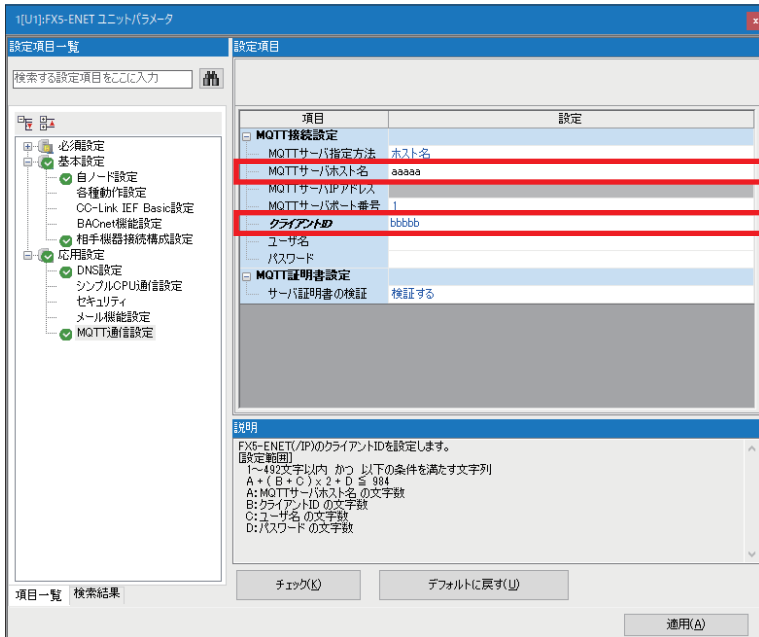 1[U1]:FX5-ENET ユニットパラメータ
設定項目一覧
検索する設定項目をここに入力
必須設定
基本設定
自ノード設定
各種動作設定
CC-Link IEF Basic設定
BACnet機能設定
相手機器接続構成設定
応用設定
DNS設定
シンプルCPU通信設定
セキュリティ
メール機能設定
MQTT通信設定
項目一覧 検索結果
設定項目
項目 設定
MQTT接続設定
MQTTサーバ指定方法 ホスト名
MQTTサーバホスト名 aaaaa
MQTTサーバIPアドレス
MQTTサーバポート番号 1
クライアントID bbbbb
ユーザ名
パスワード
MQTT証明書設定
サーバ証明書の検証 検証する
説明
FX5-ENET(/IP)のクライアントIDを設定します。
[設定範囲]
1～492文字以内 かつ 以下の条件を満たす文字列
A + ( B + C ) x 2 + D ≦ 984
A: MQTTサーバホスト名 の文字数
B: クライアントID の文字数
C: ユーザ名 の文字数
D: パスワード の文字数
チェック(K) デフォルトに戻す(U)
適用(A)